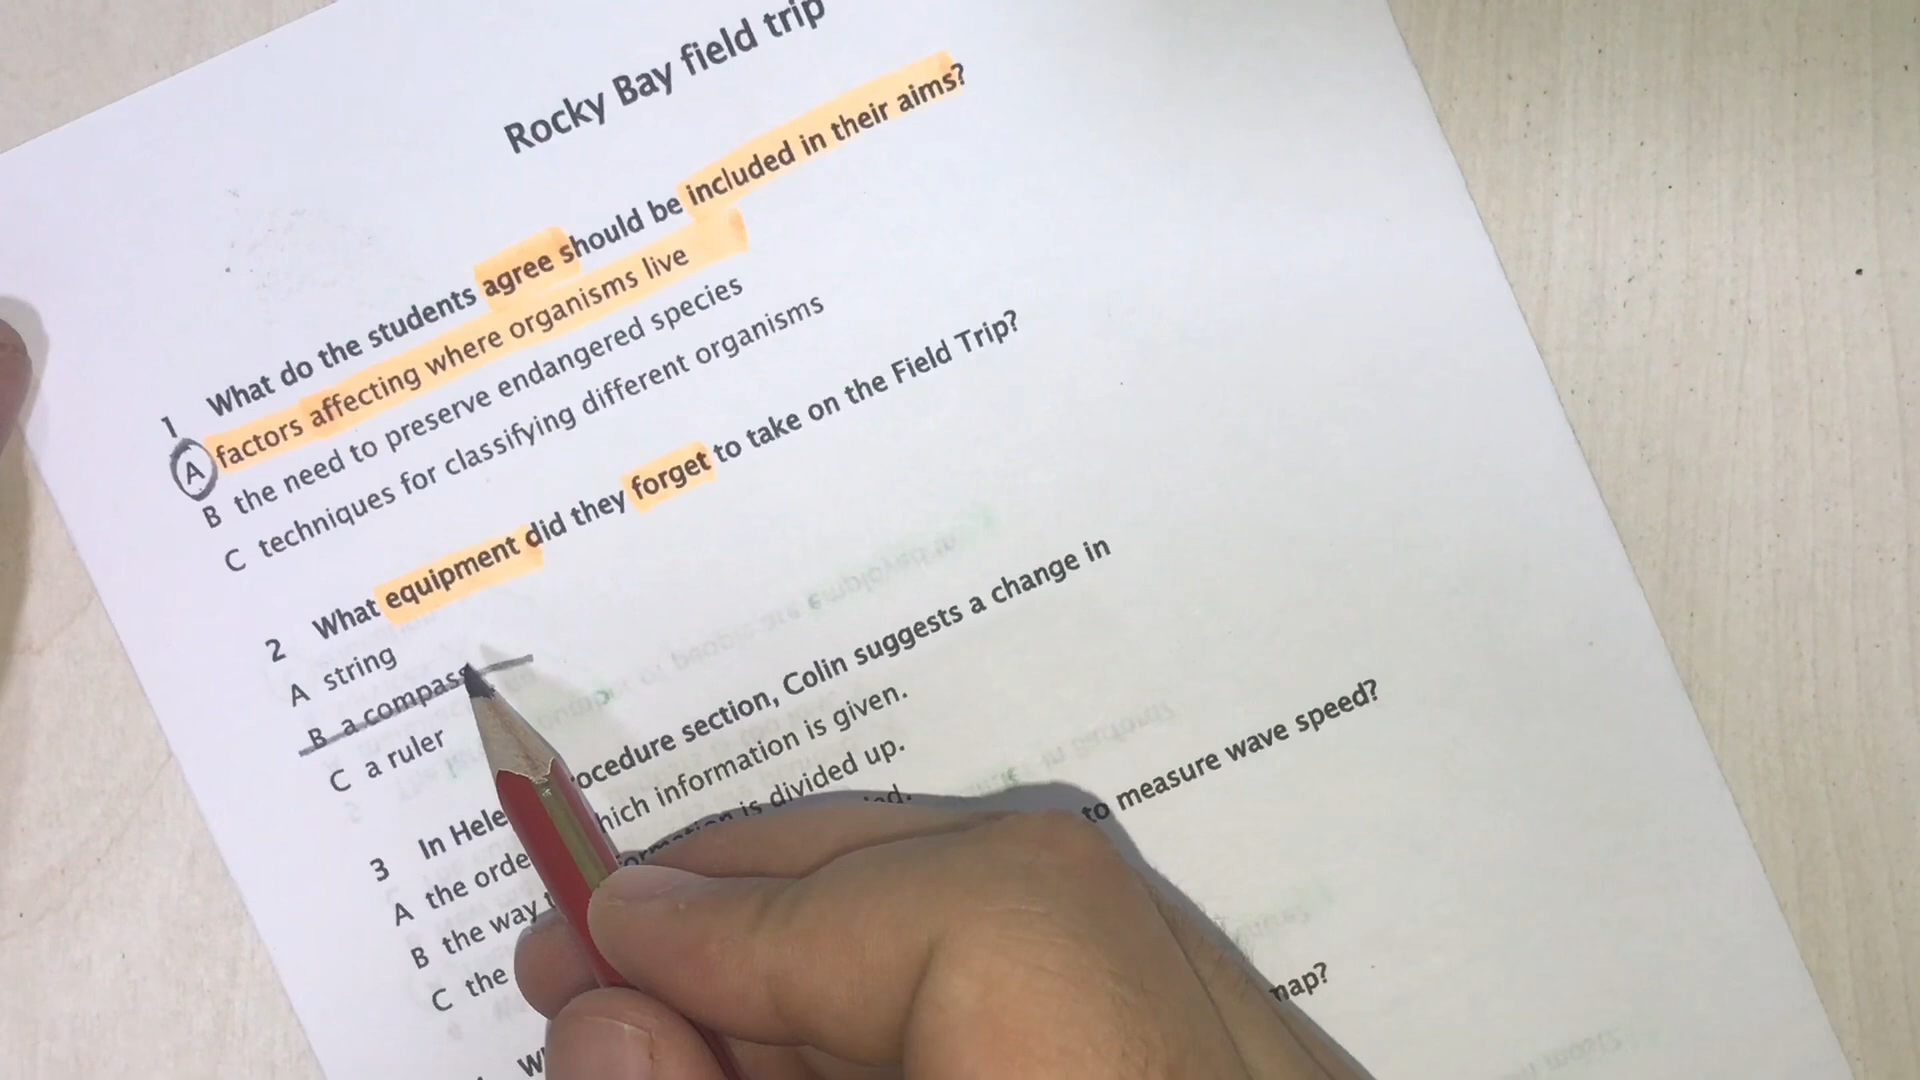 Rocky Bay field trip
1 What do the students agree should be included in their aims?
A factors affecting where organisms live
B the need to preserve endangered species
C techniques for classifying different organisms
2 What equipment did they forget to take on the Field Trip?
A string
B a compass
C a ruler
3 In Hele ocedure section, Colin suggests a change in
A the orde hich information is given.
B the way is divided up.
C the
to measure wave speed?
map?